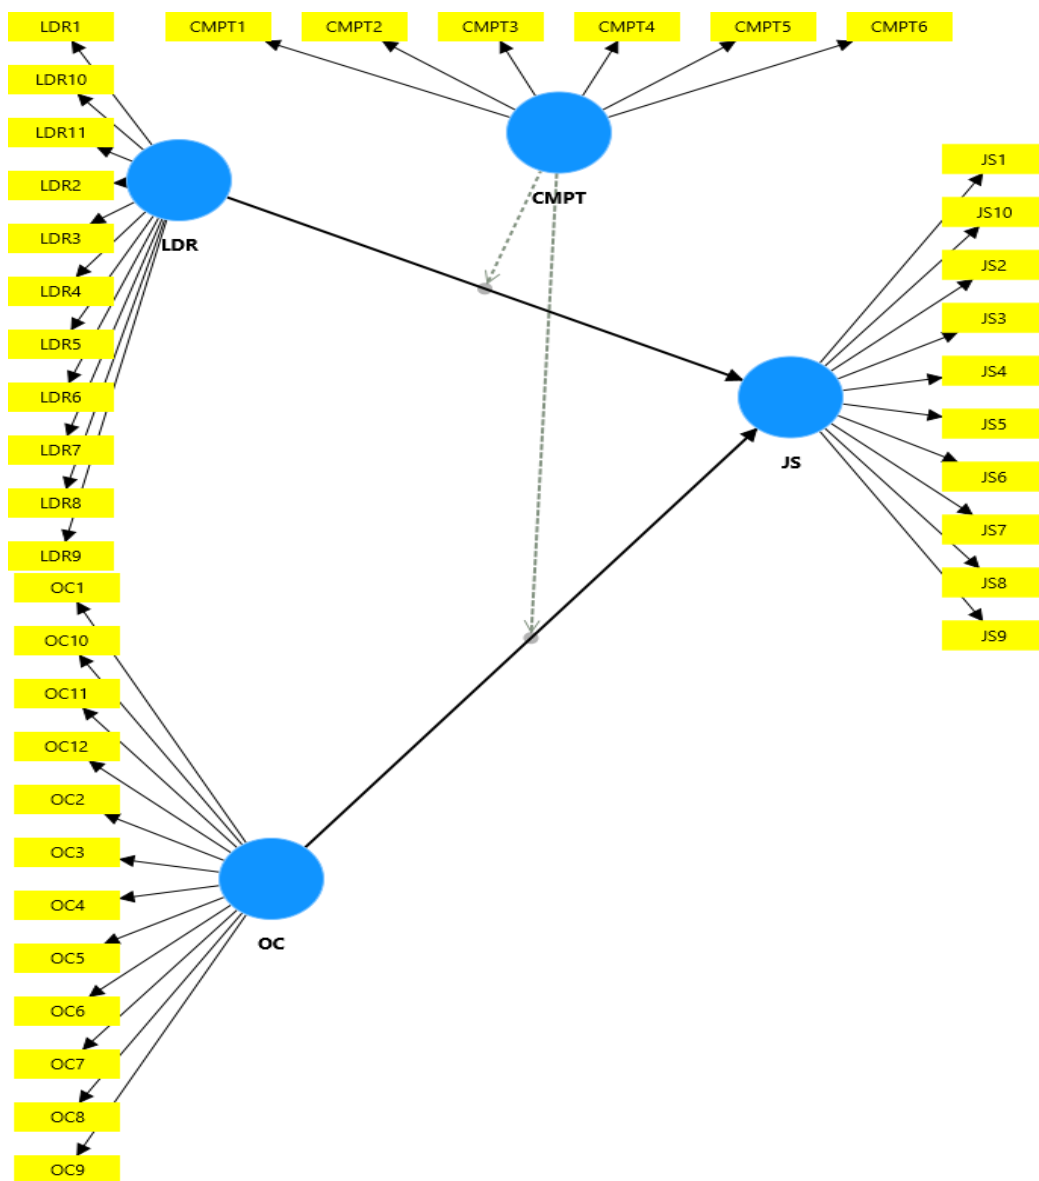 LDR1
LDR10
LDR11
LDR2
LDR3
LDR4
LDR5
LDR6
LDR7
LDR8
LDR9
LDR
CMPT1
CMPT2
CMPT3
CMPT4
CMPT5
CMPT6
CMPT
JS1
JS10
JS2
JS3
JS4
JS5
JS6
JS7
JS8
JS9
JS
OC1
OC10
OC11
OC12
OC2
OC3
OC4
OC5
OC6
OC7
OC8
OC9
OC